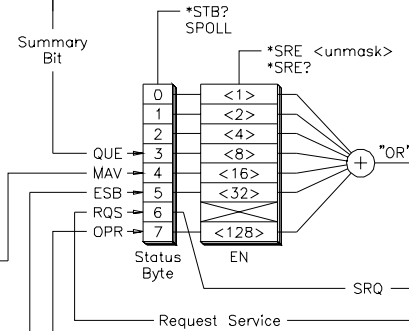 *STB?
SPOLL
Summary
Bit
*SRE <unmask>
*SRE?
0 <1>
1 <2>
2 <4>
QUE 3 <8>
"OR"
MAV 4 <16>
ESB 5 <32>
RQS 6
OPR 7 <128>
Status
Byte
EN
SRQ
Request Service